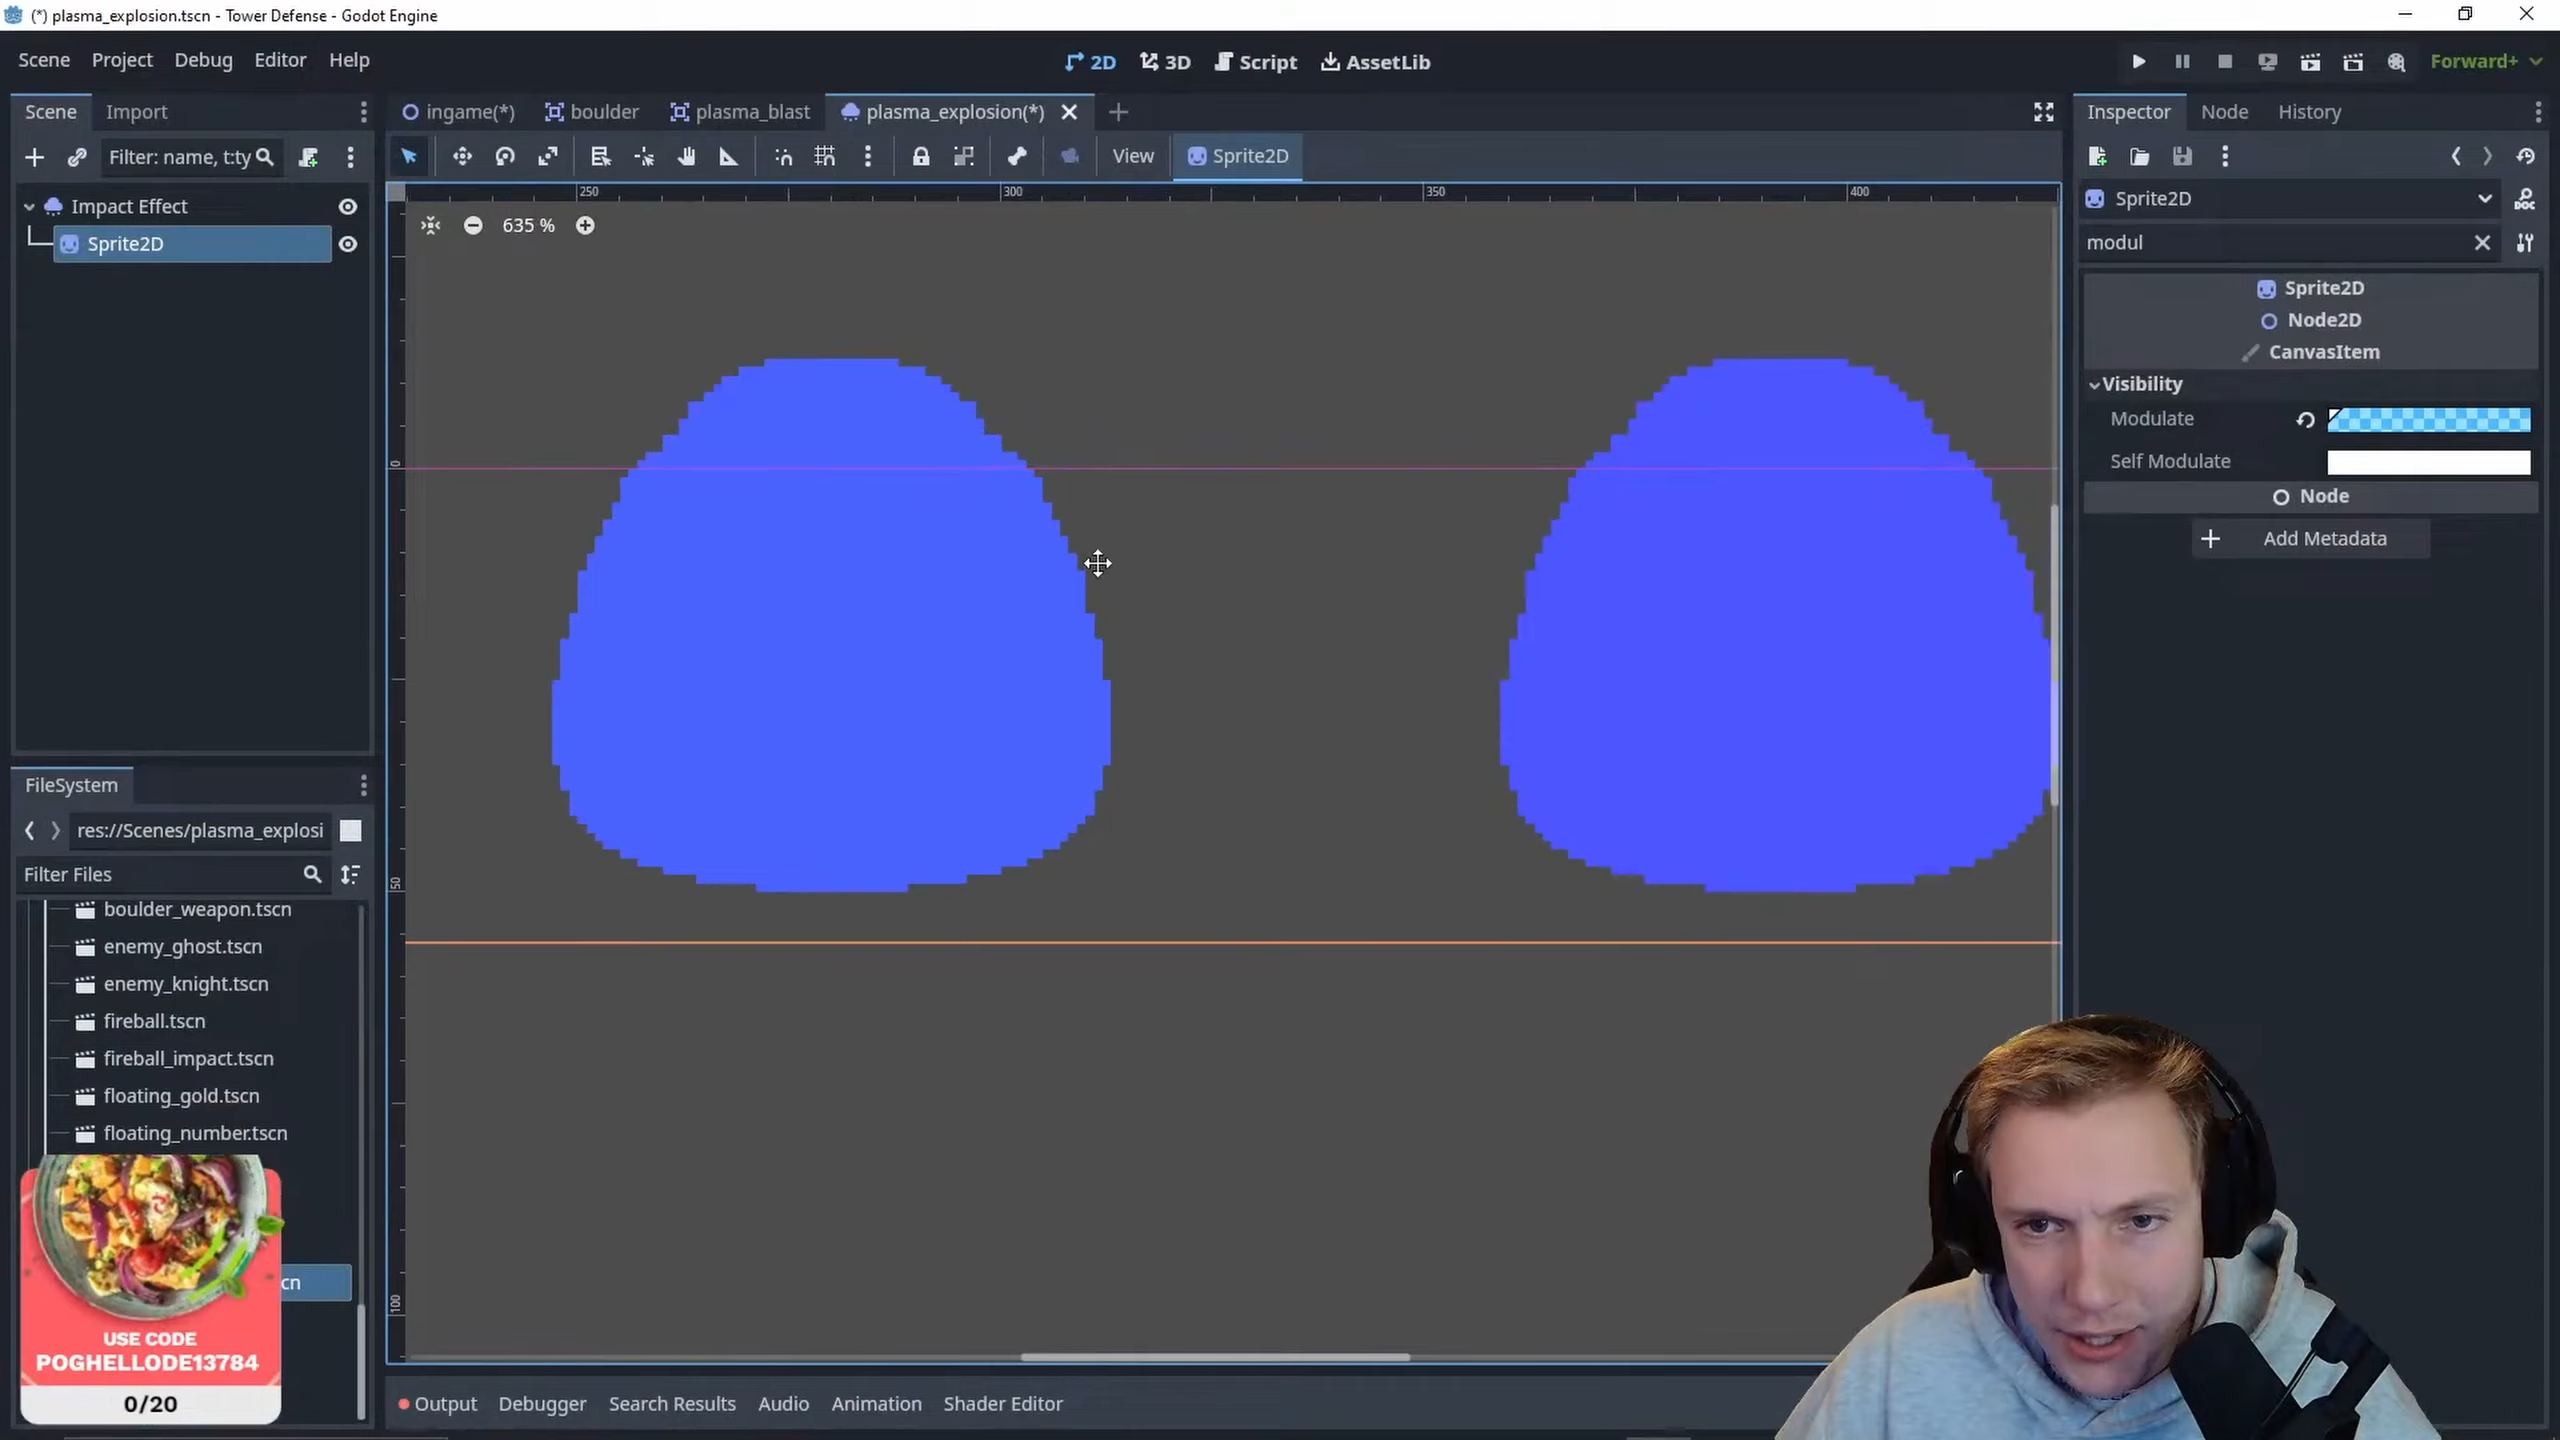 (*) plasma_explosion.tscn - Tower Defense - Godot Engine
Scene Project Debug Editor Help
2D 3D Script AssetLib
Forward+
Scene Import
ingame(*) boulder plasma_blast plasma_explosion(*)
Inspector Node History
Filter: name, t:ty
View Sprite2D
Impact Effect
Sprite2D
250 300 350 400
635 %
0
50
100
Sprite2D
modul
Sprite2D
Node2D
CanvasItem
Visibility
Modulate
Self Modulate
Node
Add Metadata
FileSystem
res://Scenes/plasma_explosi
Filter Files
boulder_weapon.tscn
enemy_ghost.tscn
enemy_knight.tscn
fireball.tscn
fireball_impact.tscn
floating_gold.tscn
floating_number.tscn
cn
USE CODE
POGHELLODE13784
0/20
Output Debugger Search Results Audio Animation Shader Editor